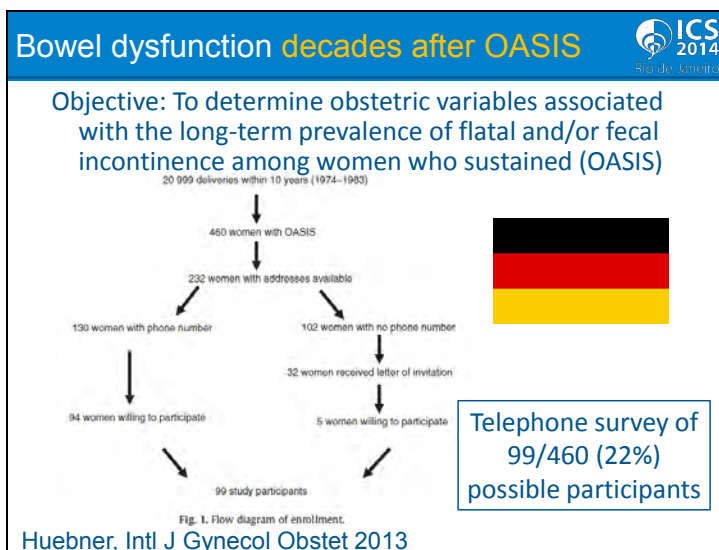 Bowel dysfunction decades after OASIS
ICS
2014
Rio de Janeiro
Objective: To determine obstetric variables associated
with the long-term prevalence of flatal and/or fecal
incontinence among women who sustained (OASIS)
20 999 deliveries within 10 years (1974–1983)
460 women with OASIS
232 women with addresses available
130 women with phone number
102 women with no phone number
32 women received letter of invitation
94 women willing to participate
5 women willing to participate
99 study participants
Fig. 1. Flow diagram of enrollment.
Telephone survey of
99/460 (22%)
possible participants
Huebner, Intl J Gynecol Obstet 2013